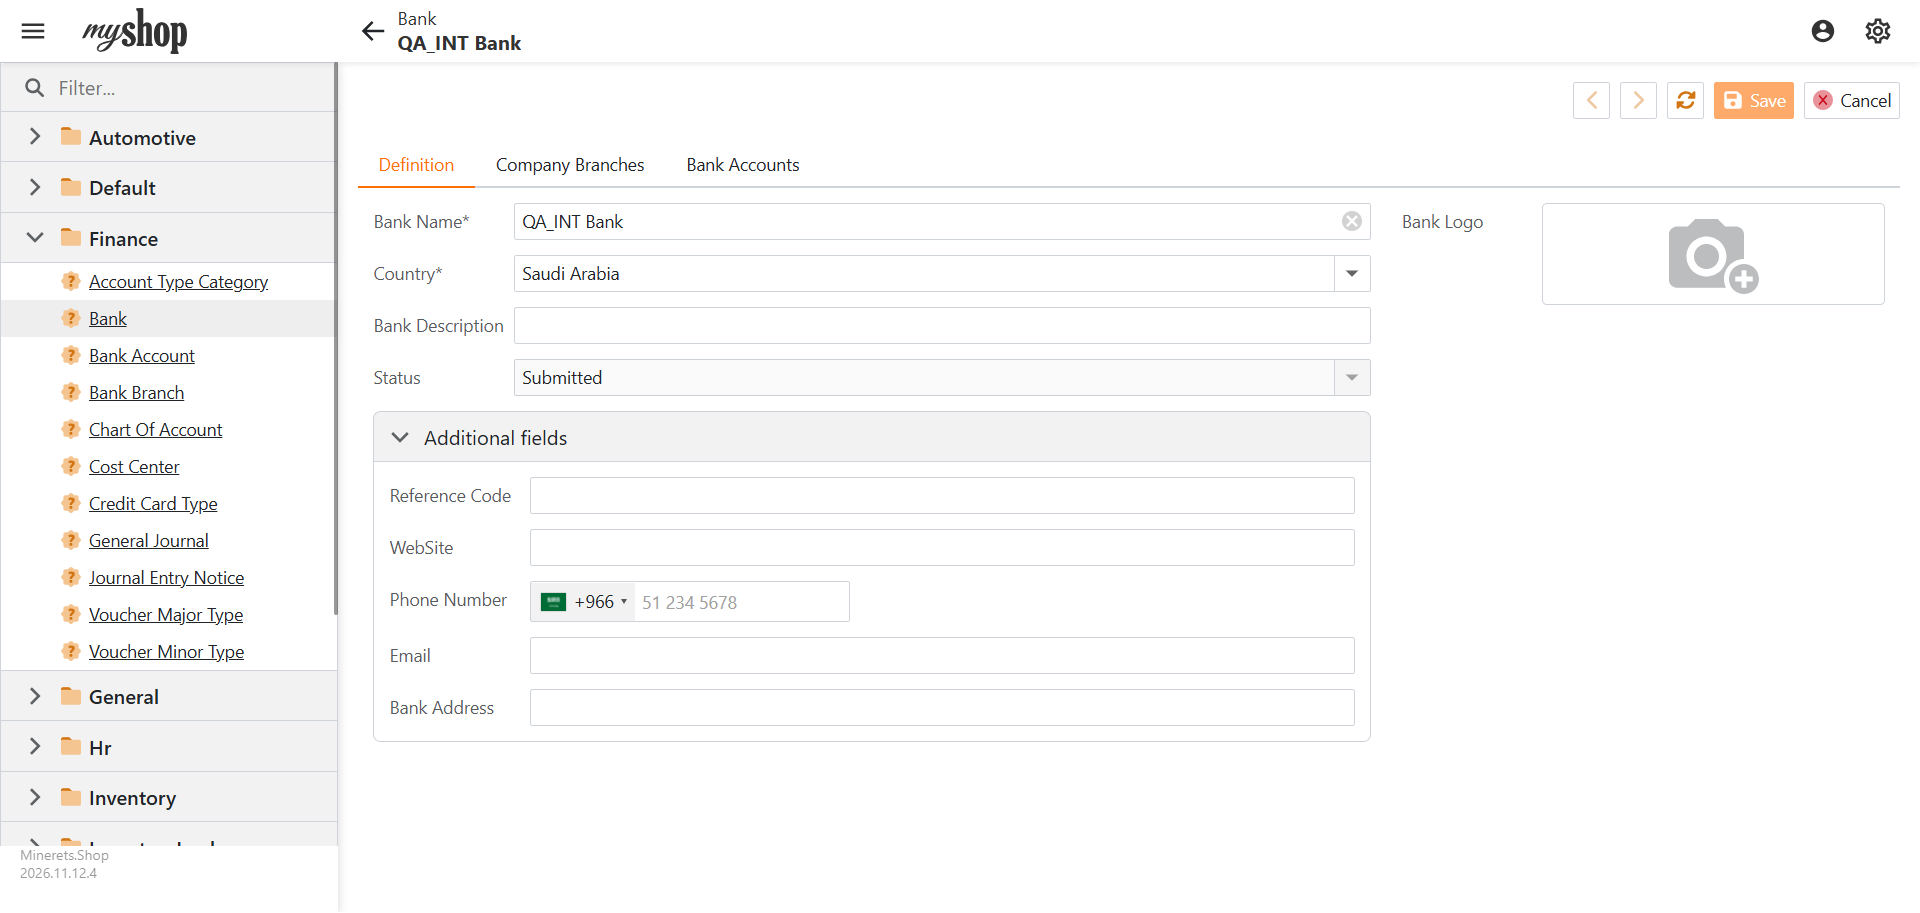 myshop
Bank
QA_INT Bank
Filter...
Automotive
Default
Finance
Account Type Category
Bank
Bank Account
Bank Branch
Chart Of Account
Cost Center
Credit Card Type
General Journal
Journal Entry Notice
Voucher Major Type
Voucher Minor Type
General
Hr
Inventory
Minerets.Shop
2026.11.12.4
Save
Cancel
Definition
Company Branches
Bank Accounts
Bank Name*
QA_INT Bank
Bank Logo
Country*
Saudi Arabia
Bank Description
Status
Submitted
Additional fields
Reference Code
WebSite
Phone Number
+966
51 234 5678
Email
Bank Address